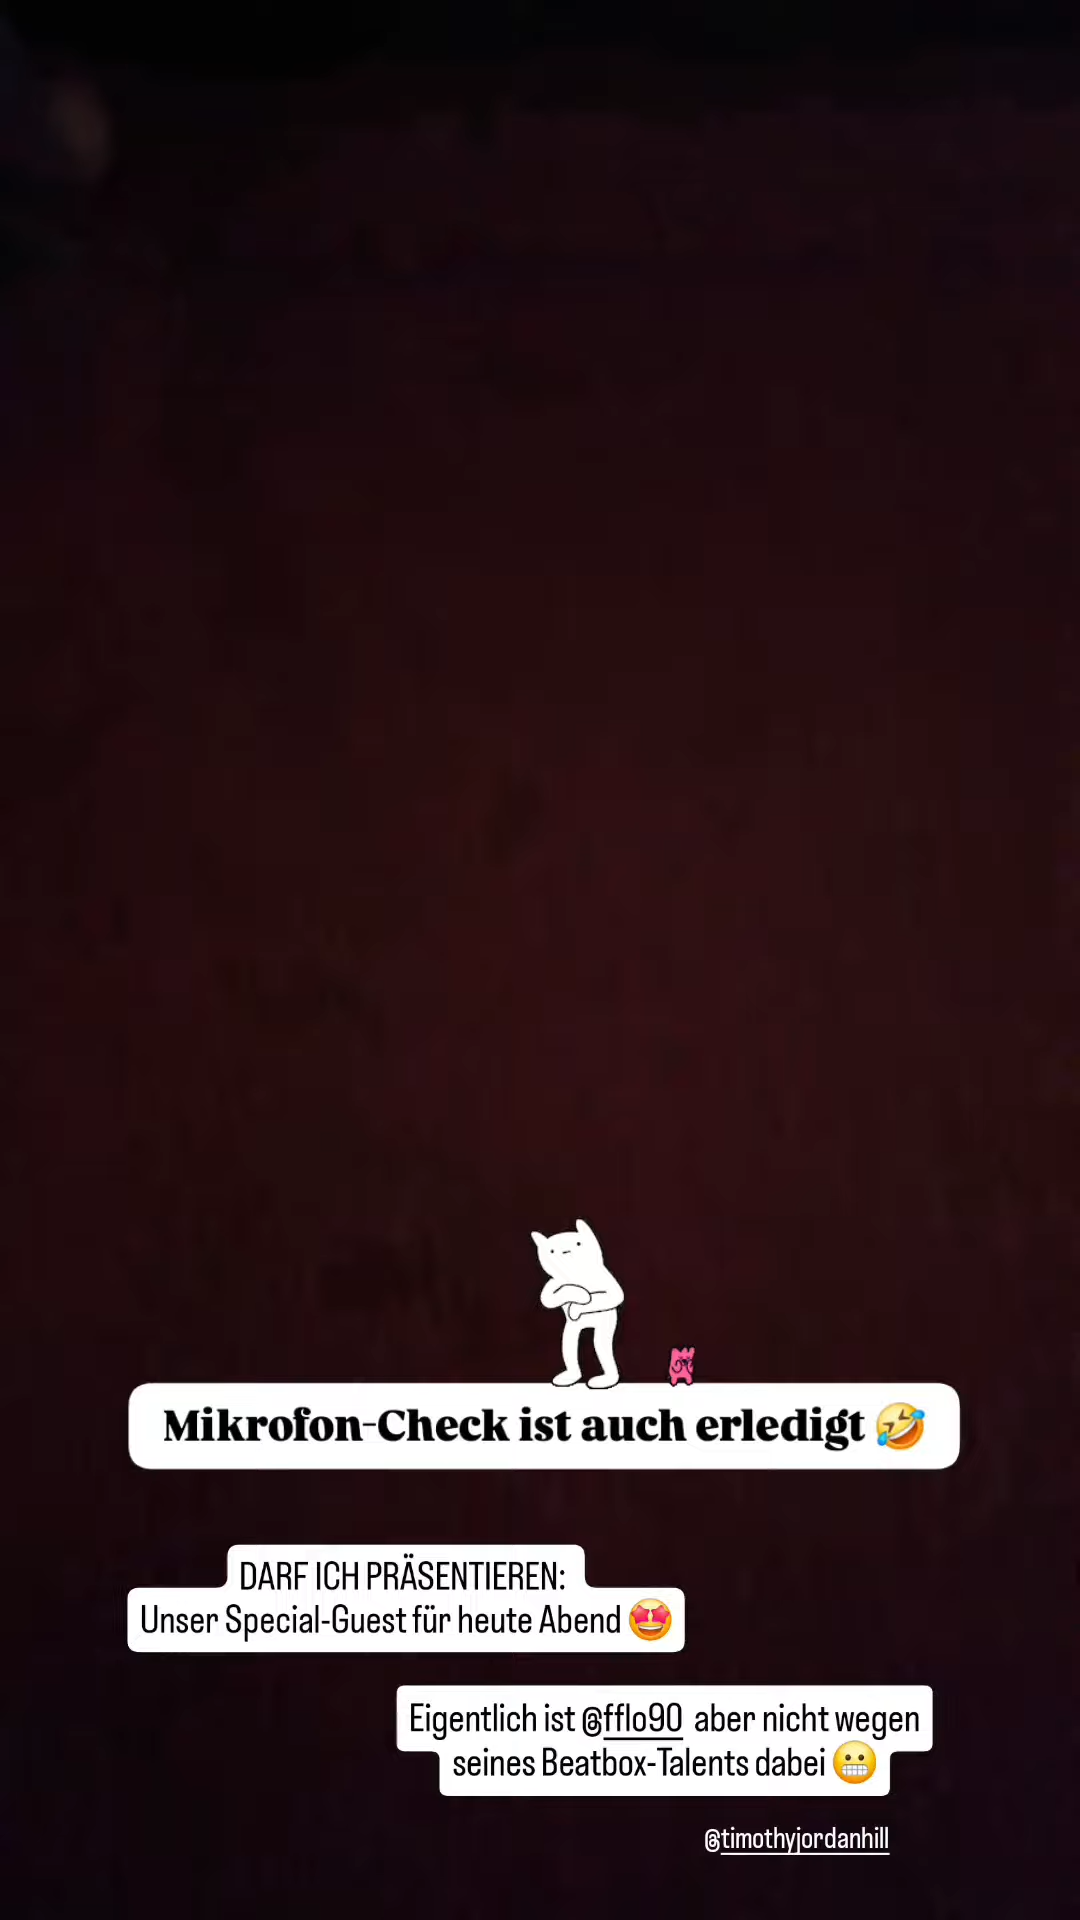 Mikrofon-Check ist auch erledigt 🤣
DARF ICH PRÄSENTIEREN:
Unser Special-Guest für heute Abend 🤩
Eigentlich ist @fflo90 aber nicht wegen
seines Beatbox-Talents dabei 😬
@timothyjordanhill